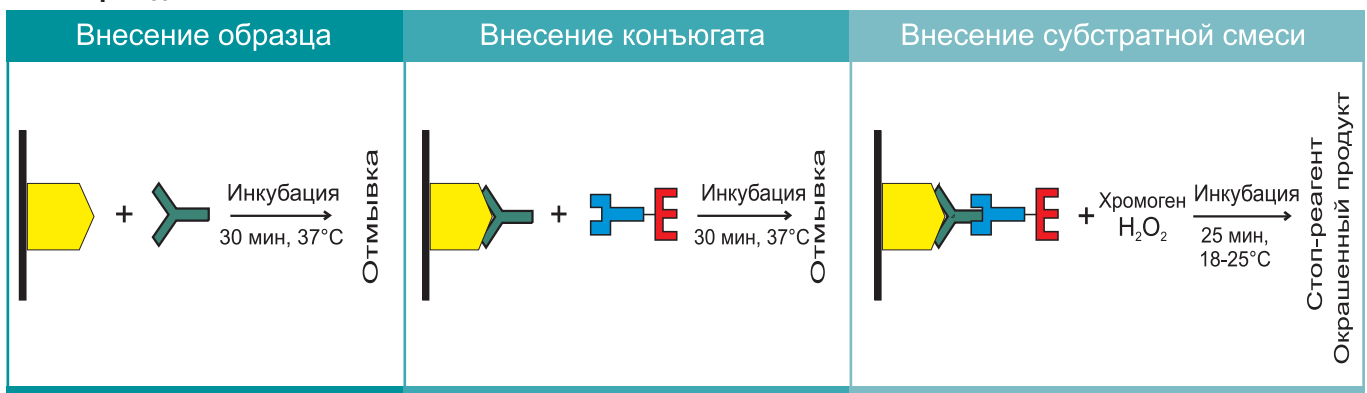 Внесение образца
+
Инкубация
30 мин, 37°C
Отмывка
Внесение конъюгата
+
Инкубация
30 мин, 37°C
Отмывка
Внесение субстратной смеси
+
Хромоген
H₂O₂
Инкубация
25 мин,
18-25°C
Стоп-реагент
Окрашенный продукт